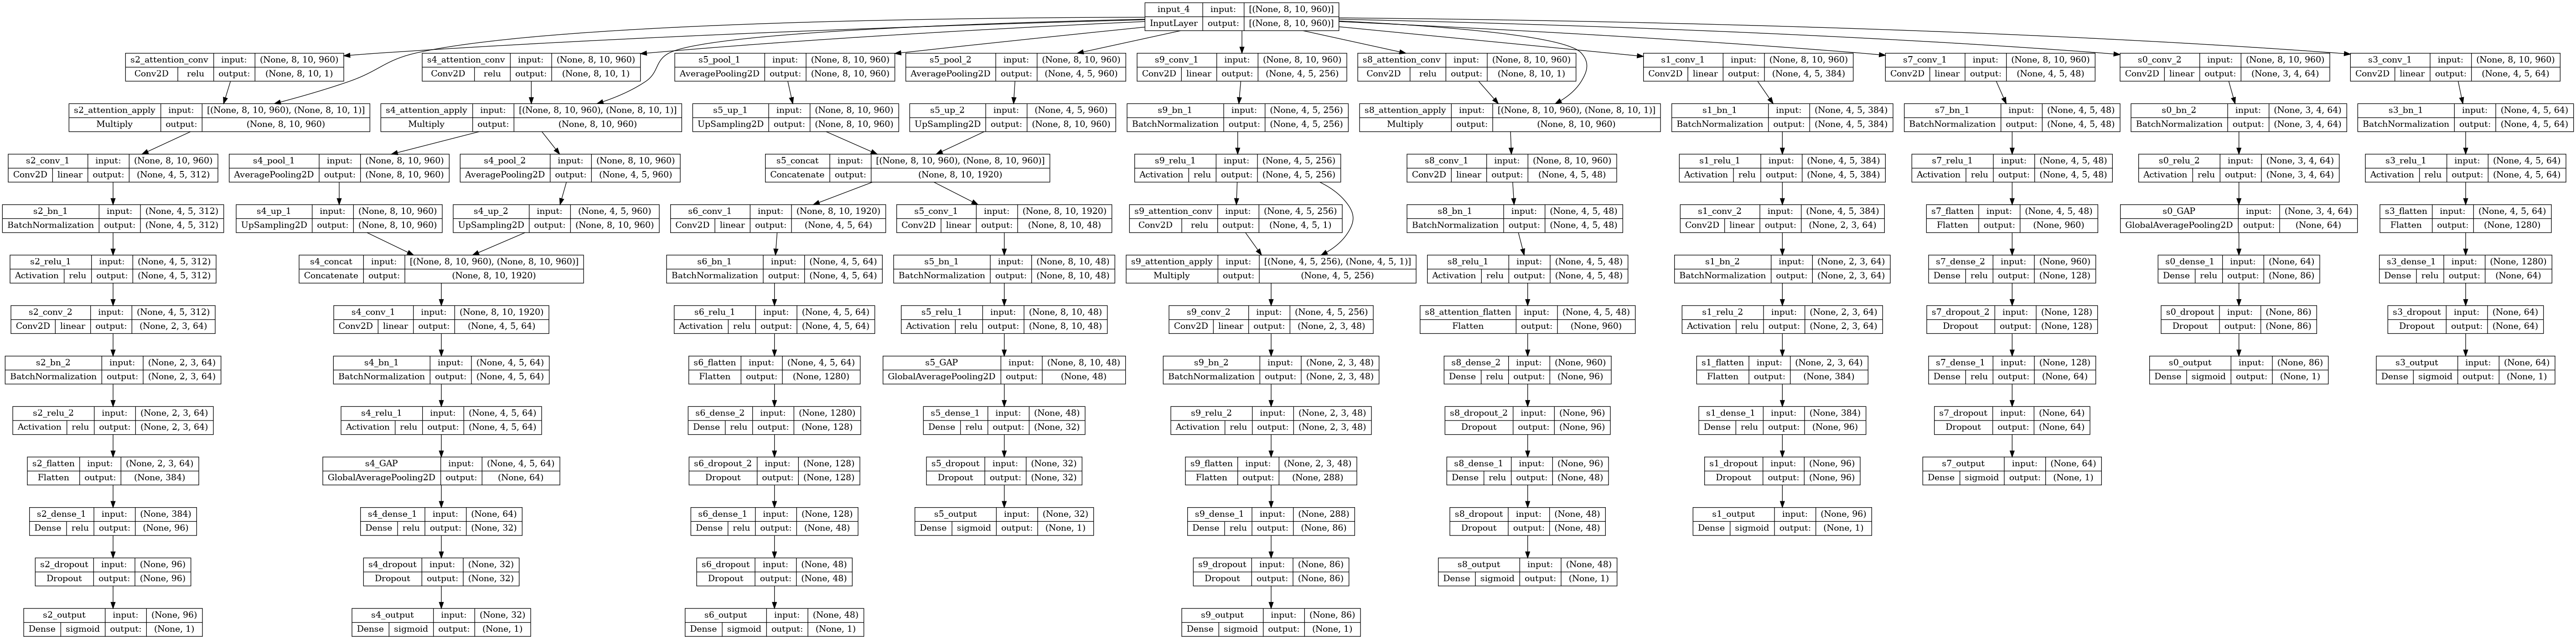 input_4 input: [(None, 8, 10, 960)]
InputLayer output: [(None, 8, 10, 960)]
s2_attention_conv input: (None, 8, 10, 960)
Conv2D relu output: (None, 8, 10, 1)
s4_attention_conv input: (None, 8, 10, 960)
Conv2D relu output: (None, 8, 10, 1)
s5_pool_1 input: (None, 8, 10, 960)
AveragePooling2D output: (None, 8, 10, 960)
s5_pool_2 input: (None, 8, 10, 960)
AveragePooling2D output: (None, 4, 5, 960)
s9_conv_1 input: (None, 8, 10, 960)
Conv2D linear output: (None, 4, 5, 256)
s8_attention_conv input: (None, 8, 10, 960)
Conv2D relu output: (None, 8, 10, 1)
s1_conv_1 input: (None, 8, 10, 960)
Conv2D linear output: (None, 4, 5, 384)
s7_conv_1 input: (None, 8, 10, 960)
Conv2D linear output: (None, 4, 5, 48)
s0_conv_2 input: (None, 8, 10, 960)
Conv2D linear output: (None, 3, 4, 64)
s3_conv_1 input: (None, 8, 10, 960)
Conv2D linear output: (None, 4, 5, 64)
s2_attention_apply input: [(None, 8, 10, 960), (None, 8, 10, 1)]
Multiply output: (None, 8, 10, 960)
s4_attention_apply input: [(None, 8, 10, 960), (None, 8, 10, 1)]
Multiply output: (None, 8, 10, 960)
s5_up_1 input: (None, 8, 10, 960)
UpSampling2D output: (None, 8, 10, 960)
s5_up_2 input: (None, 4, 5, 960)
UpSampling2D output: (None, 8, 10, 960)
s9_bn_1 input: (None, 4, 5, 256)
BatchNormalization output: (None, 4, 5, 256)
s8_attention_apply input: [(None, 8, 10, 960), (None, 8, 10, 1)]
Multiply output: (None, 8, 10, 960)
s1_bn_1 input: (None, 4, 5, 384)
BatchNormalization output: (None, 4, 5, 384)
s7_bn_1 input: (None, 4, 5, 48)
BatchNormalization output: (None, 4, 5, 48)
s0_bn_2 input: (None, 3, 4, 64)
BatchNormalization output: (None, 3, 4, 64)
s3_bn_1 input: (None, 4, 5, 64)
BatchNormalization output: (None, 4, 5, 64)
s2_conv_1 input: (None, 8, 10, 960)
Conv2D linear output: (None, 4, 5, 312)
s4_pool_1 input: (None, 8, 10, 960)
AveragePooling2D output: (None, 8, 10, 960)
s4_pool_2 input: (None, 8, 10, 960)
AveragePooling2D output: (None, 4, 5, 960)
s5_concat input: [(None, 8, 10, 960), (None, 8, 10, 960)]
Concatenate output: (None, 8, 10, 1920)
s9_relu_1 input: (None, 4, 5, 256)
Activation relu output: (None, 4, 5, 256)
s8_conv_1 input: (None, 8, 10, 960)
Conv2D linear output: (None, 4, 5, 48)
s1_relu_1 input: (None, 4, 5, 384)
Activation relu output: (None, 4, 5, 384)
s7_relu_1 input: (None, 4, 5, 48)
Activation relu output: (None, 4, 5, 48)
s0_relu_2 input: (None, 3, 4, 64)
Activation relu output: (None, 3, 4, 64)
s3_relu_1 input: (None, 4, 5, 64)
Activation relu output: (None, 4, 5, 64)
s2_bn_1 input: (None, 4, 5, 312)
BatchNormalization output: (None, 4, 5, 312)
s4_up_1 input: (None, 8, 10, 960)
UpSampling2D output: (None, 8, 10, 960)
s4_up_2 input: (None, 4, 5, 960)
UpSampling2D output: (None, 8, 10, 960)
s6_conv_1 input: (None, 8, 10, 1920)
Conv2D linear output: (None, 4, 5, 64)
s5_conv_1 input: (None, 8, 10, 1920)
Conv2D linear output: (None, 8, 10, 48)
s9_attention_conv input: (None, 4, 5, 256)
Conv2D relu output: (None, 4, 5, 1)
s8_bn_1 input: (None, 4, 5, 48)
BatchNormalization output: (None, 4, 5, 48)
s1_conv_2 input: (None, 4, 5, 384)
Conv2D linear output: (None, 2, 3, 64)
s7_flatten input: (None, 4, 5, 48)
Flatten output: (None, 960)
s0_GAP input: (None, 3, 4, 64)
GlobalAveragePooling2D output: (None, 64)
s3_flatten input: (None, 4, 5, 64)
Flatten output: (None, 1280)
s2_relu_1 input: (None, 4, 5, 312)
Activation relu output: (None, 4, 5, 312)
s4_concat input: [(None, 8, 10, 960), (None, 8, 10, 960)]
Concatenate output: (None, 8, 10, 1920)
s6_bn_1 input: (None, 4, 5, 64)
BatchNormalization output: (None, 4, 5, 64)
s5_bn_1 input: (None, 8, 10, 48)
BatchNormalization output: (None, 8, 10, 48)
s9_attention_apply input: [(None, 4, 5, 256), (None, 4, 5, 1)]
Multiply output: (None, 4, 5, 256)
s8_relu_1 input: (None, 4, 5, 48)
Activation relu output: (None, 4, 5, 48)
s1_bn_2 input: (None, 2, 3, 64)
BatchNormalization output: (None, 2, 3, 64)
s7_dense_2 input: (None, 960)
Dense relu output: (None, 128)
s0_dense_1 input: (None, 64)
Dense relu output: (None, 86)
s3_dense_1 input: (None, 1280)
Dense relu output: (None, 64)
s2_conv_2 input: (None, 4, 5, 312)
Conv2D linear output: (None, 2, 3, 64)
s4_conv_1 input: (None, 8, 10, 1920)
Conv2D linear output: (None, 4, 5, 64)
s6_relu_1 input: (None, 4, 5, 64)
Activation relu output: (None, 4, 5, 64)
s5_relu_1 input: (None, 8, 10, 48)
Activation relu output: (None, 8, 10, 48)
s9_conv_2 input: (None, 4, 5, 256)
Conv2D linear output: (None, 2, 3, 48)
s8_attention_flatten input: (None, 4, 5, 48)
Flatten output: (None, 960)
s1_relu_2 input: (None, 2, 3, 64)
Activation relu output: (None, 2, 3, 64)
s7_dropout_2 input: (None, 128)
Dropout output: (None, 128)
s0_dropout input: (None, 86)
Dropout output: (None, 86)
s3_dropout input: (None, 64)
Dropout output: (None, 64)
s2_bn_2 input: (None, 2, 3, 64)
BatchNormalization output: (None, 2, 3, 64)
s4_bn_1 input: (None, 4, 5, 64)
BatchNormalization output: (None, 4, 5, 64)
s6_flatten input: (None, 4, 5, 64)
Flatten output: (None, 1280)
s5_GAP input: (None, 8, 10, 48)
GlobalAveragePooling2D output: (None, 48)
s9_bn_2 input: (None, 2, 3, 48)
BatchNormalization output: (None, 2, 3, 48)
s8_dense_2 input: (None, 960)
Dense relu output: (None, 96)
s1_flatten input: (None, 2, 3, 64)
Flatten output: (None, 384)
s7_dense_1 input: (None, 128)
Dense relu output: (None, 64)
s0_output input: (None, 86)
Dense sigmoid output: (None, 1)
s3_output input: (None, 64)
Dense sigmoid output: (None, 1)
s2_relu_2 input: (None, 2, 3, 64)
Activation relu output: (None, 2, 3, 64)
s4_relu_1 input: (None, 4, 5, 64)
Activation relu output: (None, 4, 5, 64)
s6_dense_2 input: (None, 1280)
Dense relu output: (None, 128)
s5_dense_1 input: (None, 48)
Dense relu output: (None, 32)
s9_relu_2 input: (None, 2, 3, 48)
Activation relu output: (None, 2, 3, 48)
s8_dropout_2 input: (None, 96)
Dropout output: (None, 96)
s1_dense_1 input: (None, 384)
Dense relu output: (None, 96)
s7_dropout input: (None, 64)
Dropout output: (None, 64)
s2_flatten input: (None, 2, 3, 64)
Flatten output: (None, 384)
s4_GAP input: (None, 4, 5, 64)
GlobalAveragePooling2D output: (None, 64)
s6_dropout_2 input: (None, 128)
Dropout output: (None, 128)
s5_dropout input: (None, 32)
Dropout output: (None, 32)
s9_flatten input: (None, 2, 3, 48)
Flatten output: (None, 288)
s8_dense_1 input: (None, 96)
Dense relu output: (None, 48)
s1_dropout input: (None, 96)
Dropout output: (None, 96)
s7_output input: (None, 64)
Dense sigmoid output: (None, 1)
s2_dense_1 input: (None, 384)
Dense relu output: (None, 96)
s4_dense_1 input: (None, 64)
Dense relu output: (None, 32)
s6_dense_1 input: (None, 128)
Dense relu output: (None, 48)
s5_output input: (None, 32)
Dense sigmoid output: (None, 1)
s9_dense_1 input: (None, 288)
Dense relu output: (None, 86)
s8_dropout input: (None, 48)
Dropout output: (None, 48)
s1_output input: (None, 96)
Dense sigmoid output: (None, 1)
s2_dropout input: (None, 96)
Dropout output: (None, 96)
s4_dropout input: (None, 32)
Dropout output: (None, 32)
s6_dropout input: (None, 48)
Dropout output: (None, 48)
s9_dropout input: (None, 86)
Dropout output: (None, 86)
s8_output input: (None, 48)
Dense sigmoid output: (None, 1)
s2_output input: (None, 96)
Dense sigmoid output: (None, 1)
s4_output input: (None, 32)
Dense sigmoid output: (None, 1)
s6_output input: (None, 48)
Dense sigmoid output: (None, 1)
s9_output input: (None, 86)
Dense sigmoid output: (None, 1)